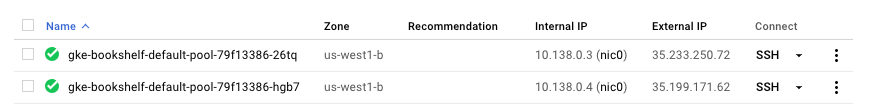 Name Zone Recommendation Internal IP External IP Connect
gke-bookshelf-default-pool-79f13386-26tq us-west1-b 10.138.0.3 (nic0) 35.233.250.72 SSH
gke-bookshelf-default-pool-79f13386-hgb7 us-west1-b 10.138.0.4 (nic0) 35.199.171.62 SSH